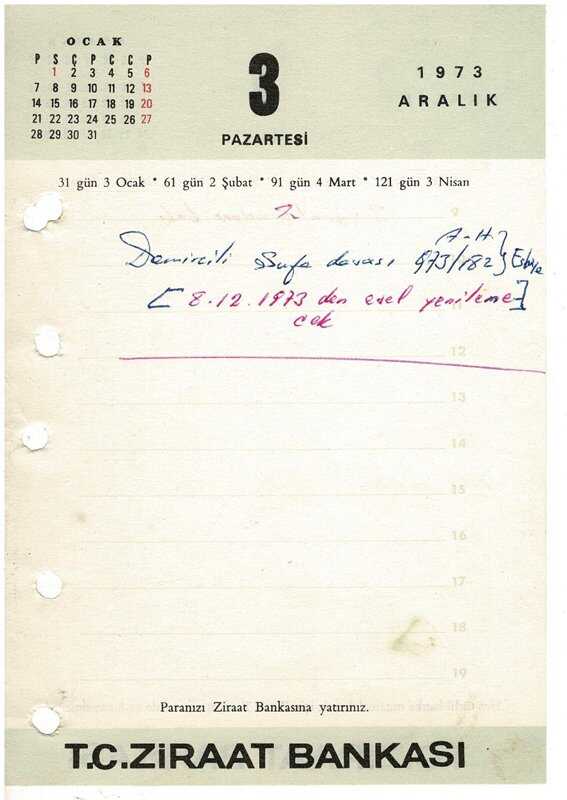 OCAK
P S Ç P C C P
1 2 3 4 5 6
7 8 9 10 11 12 13
14 15 16 17 18 19 20
21 22 23 24 25 26 27
28 29 30 31
3
PAZARTESİ
1973
ARALIK
31 gün 3 Ocak * 61 gün 2 Şubat * 91 gün 4 Mart * 121 gün 3 Nisan
A-H
Demircili davası 973/182
[8.12.1973 den evel yenileme]
cek
12
13
14
15
16
17
18
19
Paranızı Ziraat Bankasına yatırınız.
T.C. ZİRAAT BANKASI